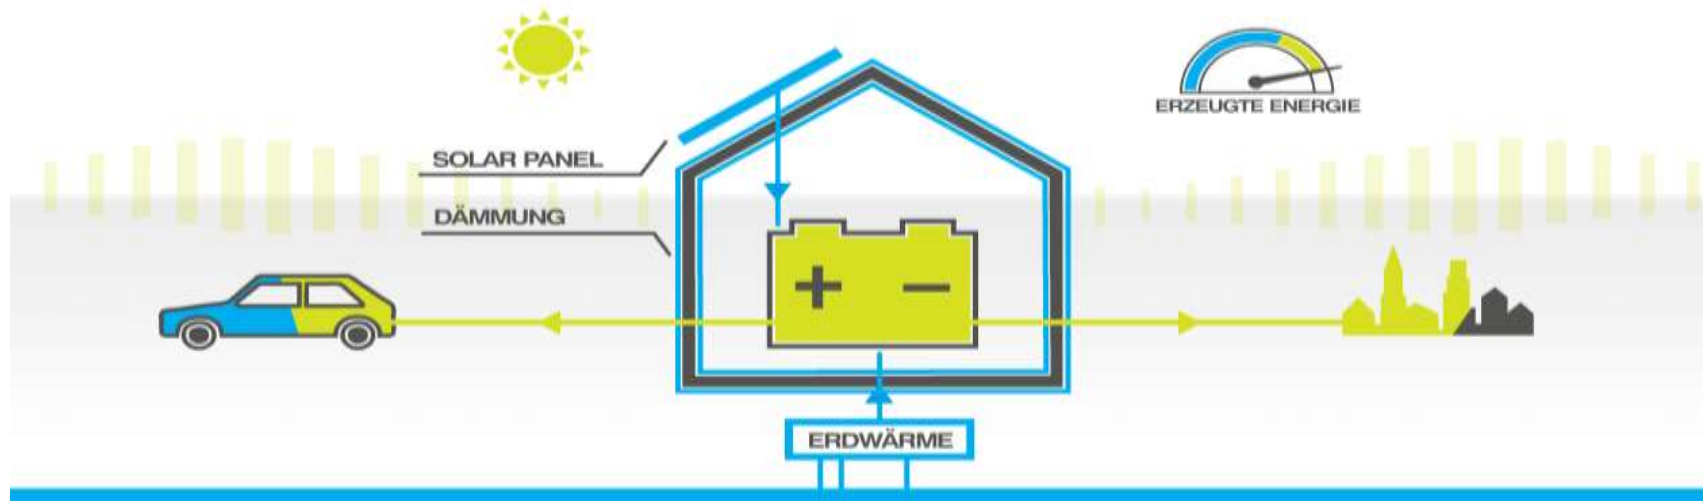 ERZEUGTE ENERGIE
SOLAR PANEL
DÄMMUNG
+ −
ERDWÄRME